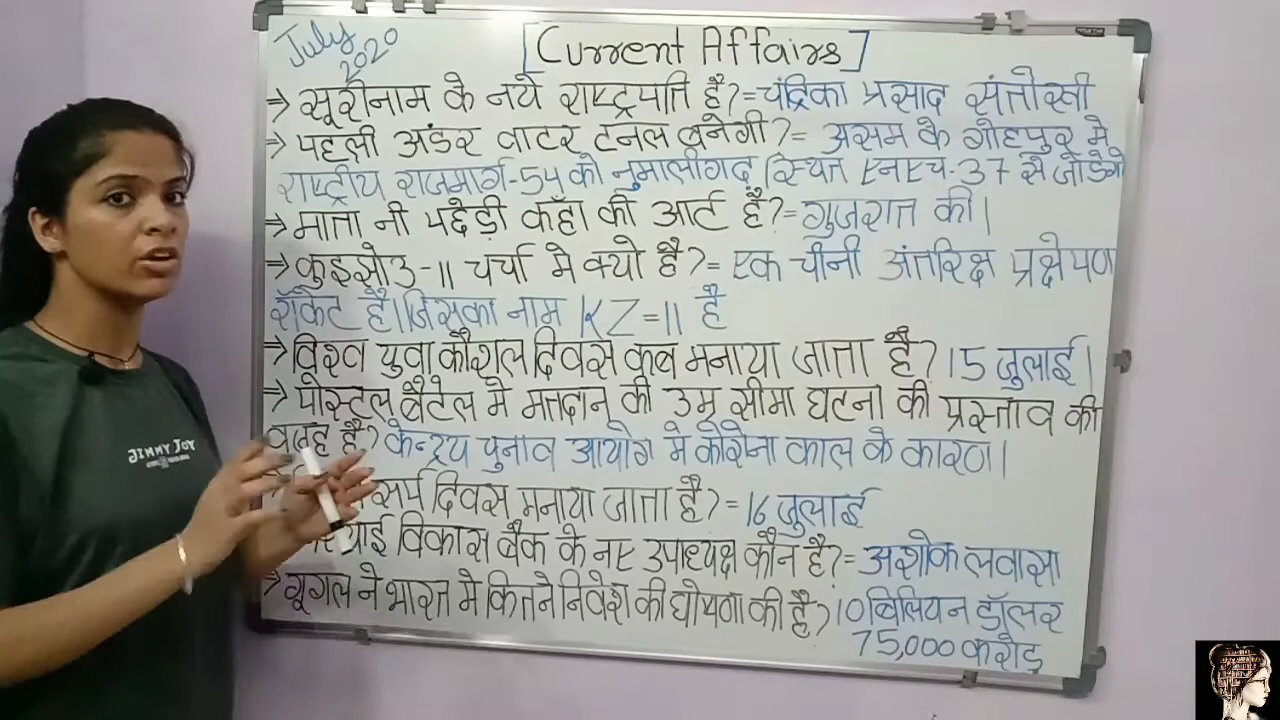 July 2020
[Current Affairs]
⇒ सूरीनाम के नये राष्ट्रपति है? = चंद्रिका प्रसाद संतोखी
⇒ पहली अंडर वाटर टनल बनेगी? = असम के गोहपुर मे
राष्ट्रीय राजमार्ग-54 को नुमालीगढ़ स्थित एनएच-37 से जोडेगी
⇒ माता नी पछेड़ी कहाँ की आर्ट है? = गुजरात की।
⇒ कुइझोउ-11 चर्चा मे क्यो है? = एक चीनी अंतरिक्ष प्रक्षेपण
रॉकेट है। जिसका नाम KZ=11 है
⇒ विश्व युवा कौशल दिवस कब मनाया जाता है? 15 जुलाई।
⇒ पोस्टल बैटेल मे मतदान की उम्र सीमा घटना की प्रस्ताव की
वजह है? केन्द्रय चुनाव आयोग मे कोरोना काल के कारण।
सर्प दिवस मनाया जाता है? = 16 जुलाई
विकास बैंक के नए उपाध्यक्ष कौन है? = अशोक लवासा
⇒ गूगल ने भारत मे कितने निवेश की घोषणा की है? 10 बिलियन डॉलर
75,000 करोड़
JIMMY JOY